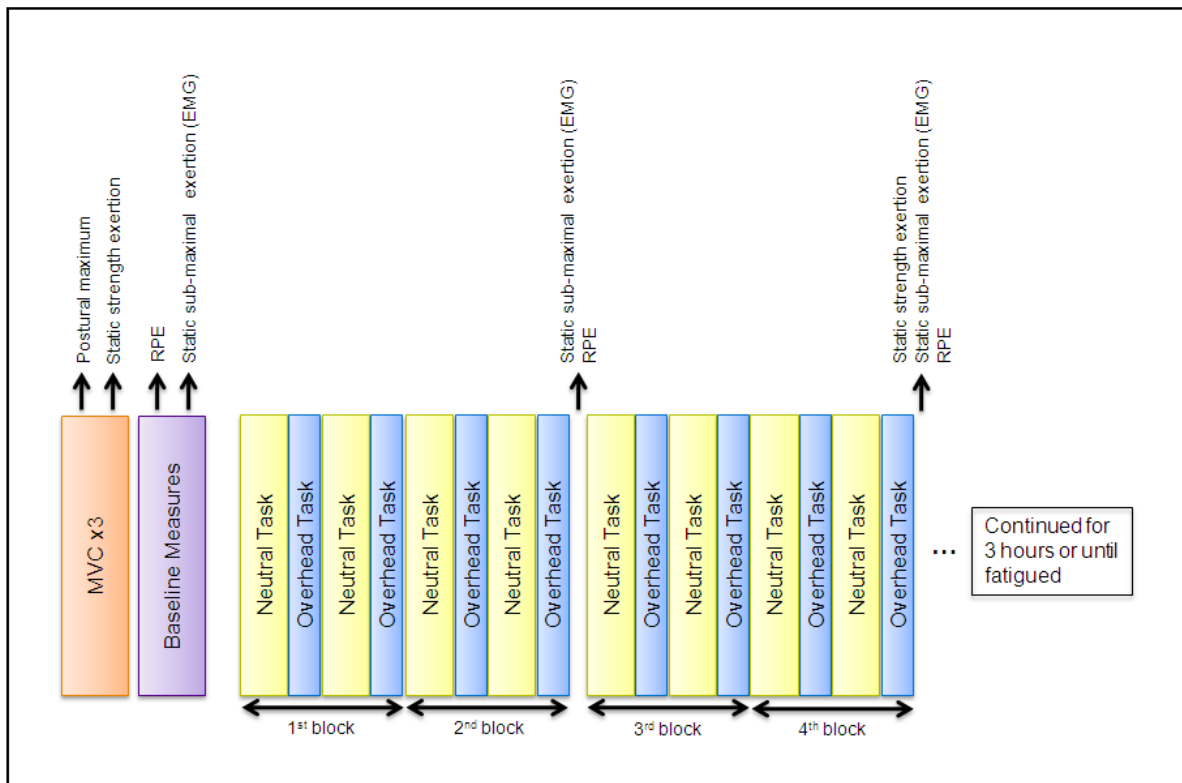 Postural maximum
Static strength exertion
RPE
Static sub-maximal exertion (EMG)
Static sub-maximal exertion (EMG)
RPE
Static strength exertion
Static sub-maximal exertion (EMG)
RPE
MVC x3
Baseline Measures
Neutral Task
Overhead Task
Neutral Task
Overhead Task
Neutral Task
Overhead Task
Neutral Task
Overhead Task
Neutral Task
Overhead Task
Neutral Task
Overhead Task
Neutral Task
Overhead Task
Neutral Task
Overhead Task
...
Continued for
3 hours or until
fatigued
1st block
2nd block
3rd block
4th block